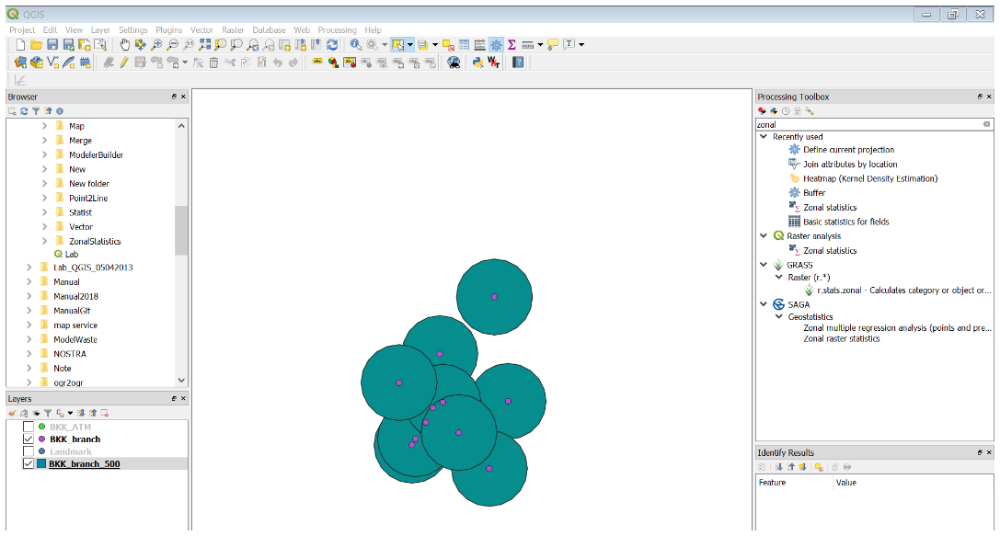 QGIS
Project Edit View Layer Settings Plugins Vector Raster Database Web Processing Help
Browser
Map
Merge
ModelerBuilder
New
New folder
Point2Line
Statist
Vector
ZonalStatistics
Lab
Lab_QGIS_05042013
Manual
Manual2018
ManualGit
map service
ModelWaste
NOSTRA
Note
ogr2ogr
Layers
BKK_ATM
BKK_branch
Landmark
BKK_branch_500
Processing Toolbox
zonal
Recently used
Define current projection
Join attributes by location
Heatmap (Kernel Density Estimation)
Buffer
Zonal statistics
Basic statistics for fields
Raster analysis
Zonal statistics
GRASS
Raster (r.*)
r.stats.zonal - Calculates category or object or...
SAGA
Geostatistics
Zonal multiple regression analysis (points and pre...
Zonal raster statistics
Identify Results
Feature Value